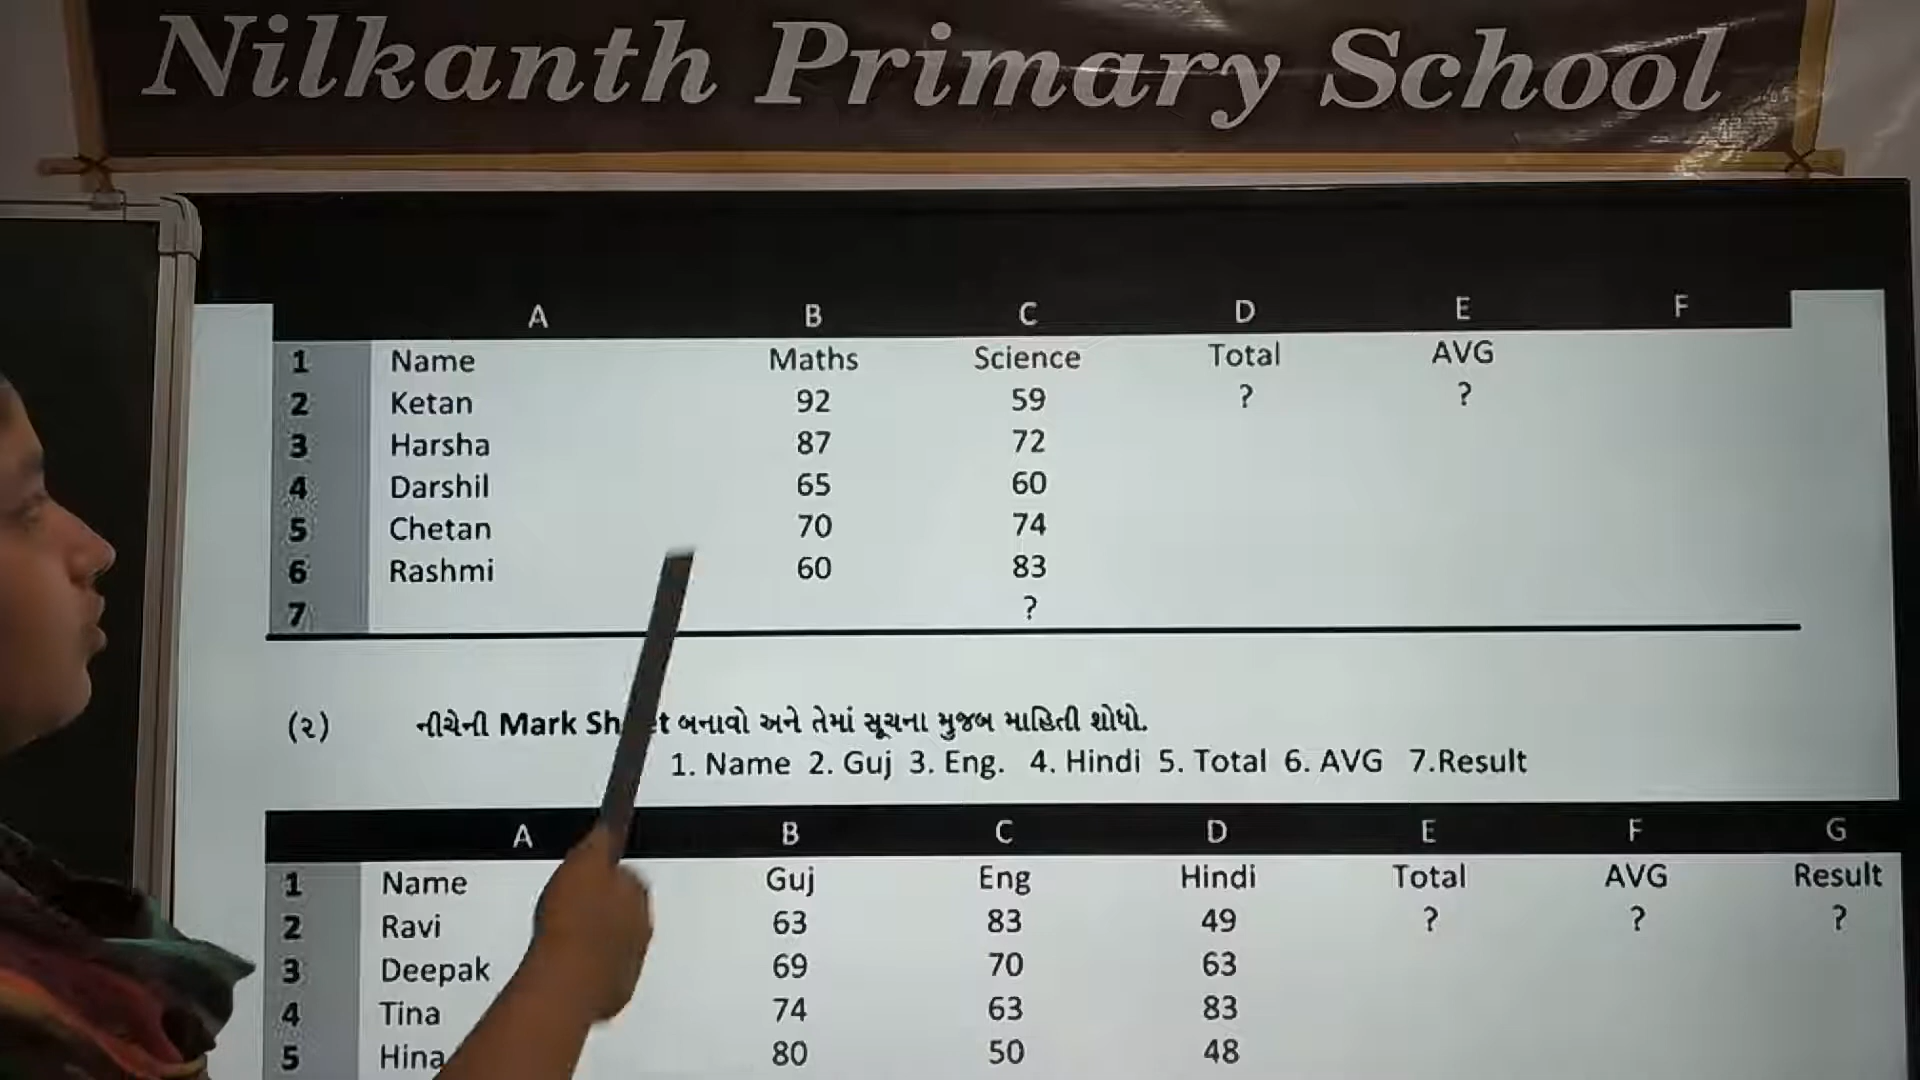 Nilkanth Primary School
A B C D E F
1 Name Maths Science Total AVG
2 Ketan 92 59 ? ?
3 Harsha 87 72
4 Darshil 65 60
5 Chetan 70 74
6 Rashmi 60 83
7 ?
(૨) નીચેની Mark Sh t બનાવો અને તેમાં સૂચના મુજબ માહિતી શોધો.
1. Name 2. Guj 3. Eng. 4. Hindi 5. Total 6. AVG 7.Result
A B C D E F G
1 Name Guj Eng Hindi Total AVG Result
2 Ravi 63 83 49 ? ? ?
3 Deepak 69 70 63
4 Tina 74 63 83
5 Hina 80 50 48